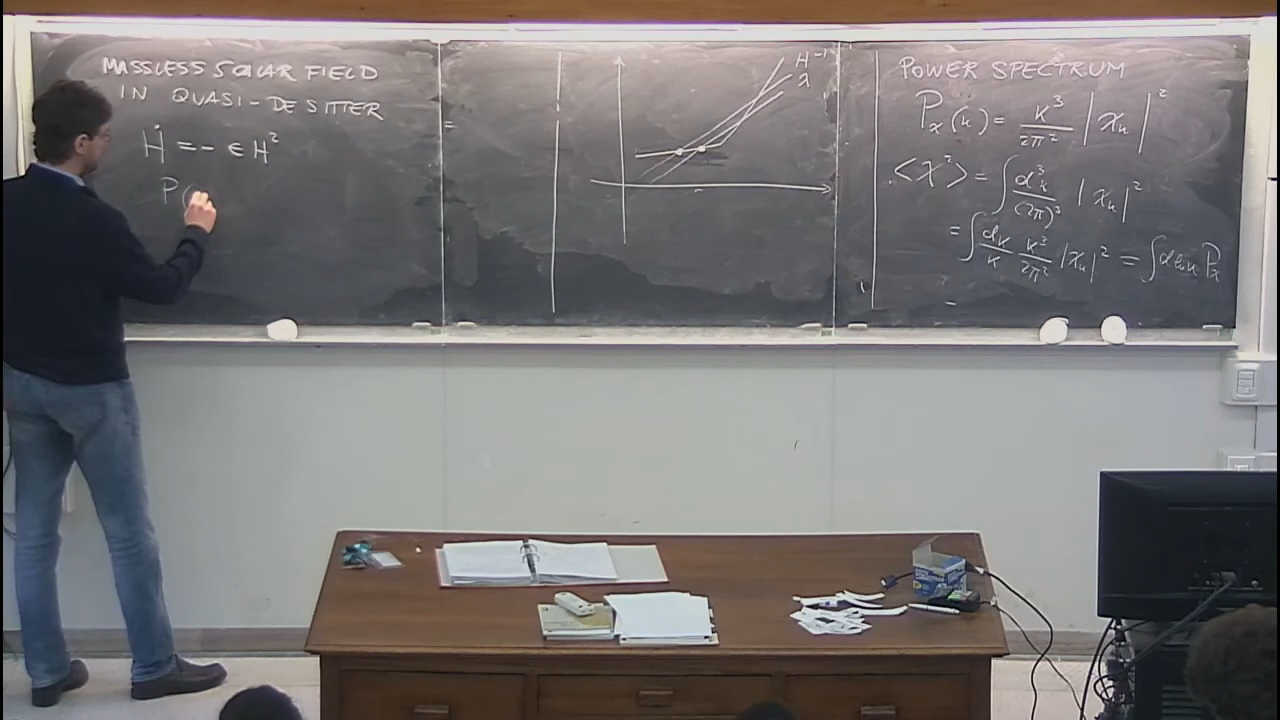 MASSLESS SCALAR FIELD
IN QUASI-DE SITTER
Ḣ = - ϵ H²
P(
=
H⁻¹
λ
POWER SPECTRUM
P_χ(k) = k³/2π² |χ_k|²
<χ²> = ∫ d³k/(2π)³ |χ_k|²
= ∫ dk/k k³/2π² |χ_k|² = ∫ d ln k P_χ